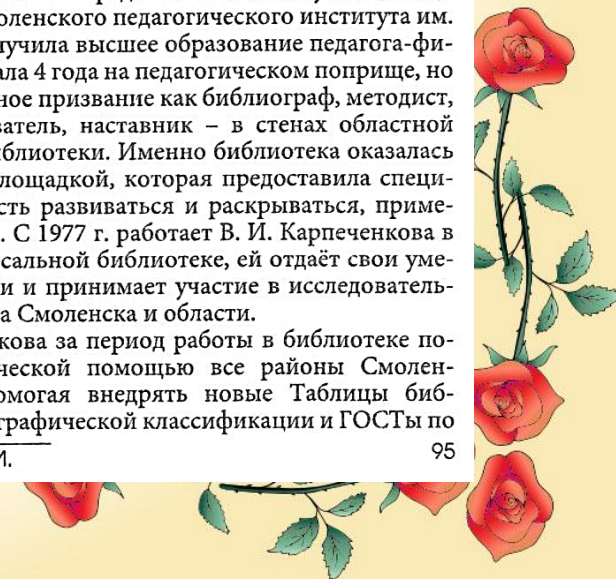 оленского педагогического института им.
лучила высшее образование педагога-фи-
ала 4 года на педагогическом поприще, но
ное призвание как библиограф, методист,
ватель, наставник – в стенах областной
блиотеки. Именно библиотека оказалась
лощадкой, которая предоставила специ-
сть развиваться и раскрываться, приме-
. С 1977 г. работает В. И. Карпеченкова в
сальной библиотеке, ей отдаёт свои уме-
и и принимает участие в исследователь-
а Смоленска и области.
кова за период работы в библиотеке по-
ческой помощью все районы Смолен-
омогая внедрять новые Таблицы биб-
графической классификации и ГОСТы по
95